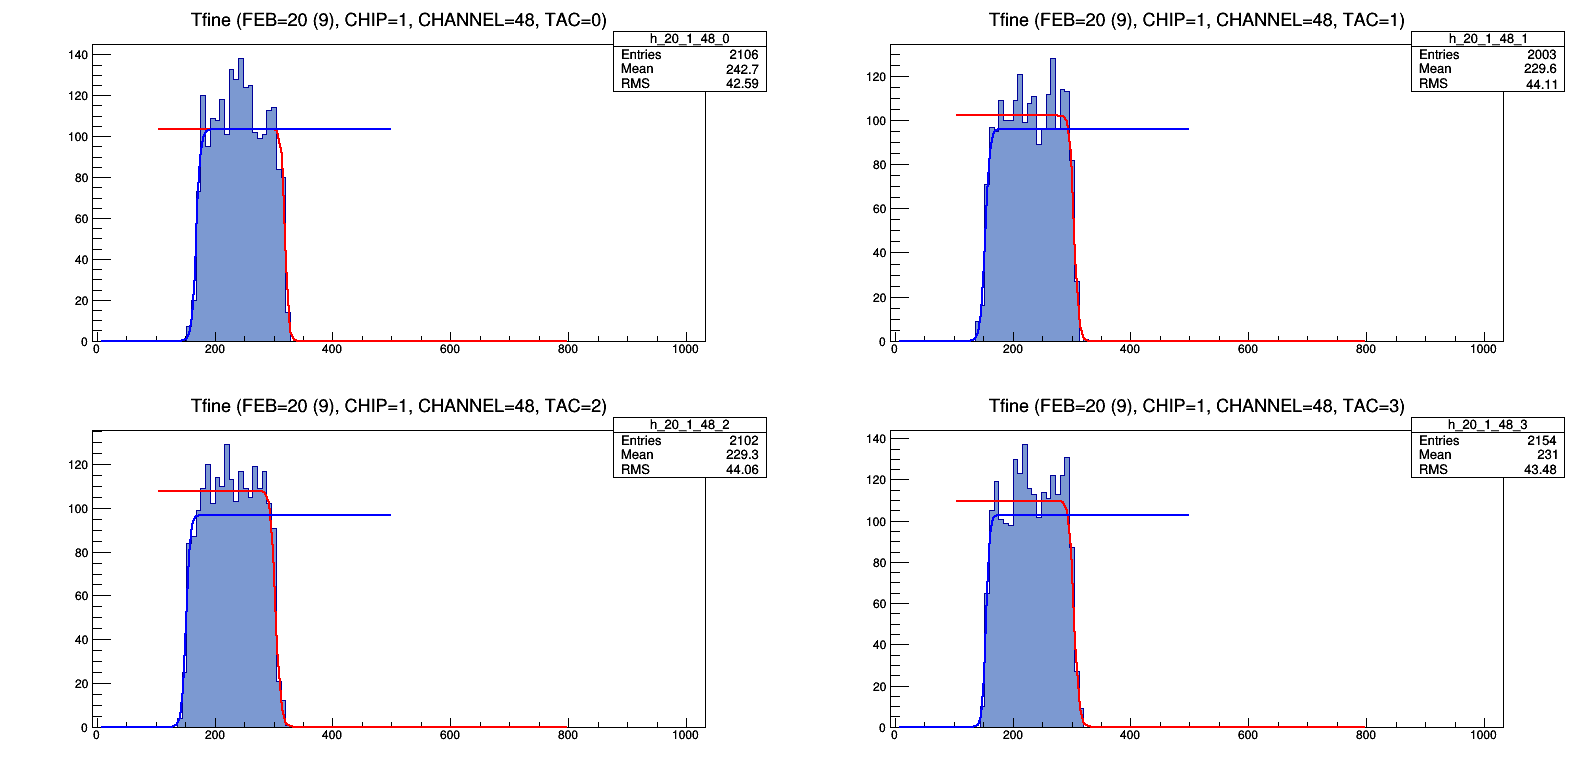 Tfine (FEB=20 (9), CHIP=1, CHANNEL=48, TAC=0)
h_20_1_48_0
Entries 2106
Mean 242.7
RMS 42.59
140
120
100
80
60
40
20
0
0 200 400 600 800 1000
Tfine (FEB=20 (9), CHIP=1, CHANNEL=48, TAC=1)
h_20_1_48_1
Entries 2003
Mean 229.6
RMS 44.11
120
100
80
60
40
20
0
0 200 400 600 800 1000
Tfine (FEB=20 (9), CHIP=1, CHANNEL=48, TAC=2)
h_20_1_48_2
Entries 2102
Mean 229.3
RMS 44.06
120
100
80
60
40
20
0
0 200 400 600 800 1000
Tfine (FEB=20 (9), CHIP=1, CHANNEL=48, TAC=3)
h_20_1_48_3
Entries 2154
Mean 231
RMS 43.48
140
120
100
80
60
40
20
0
0 200 400 600 800 1000